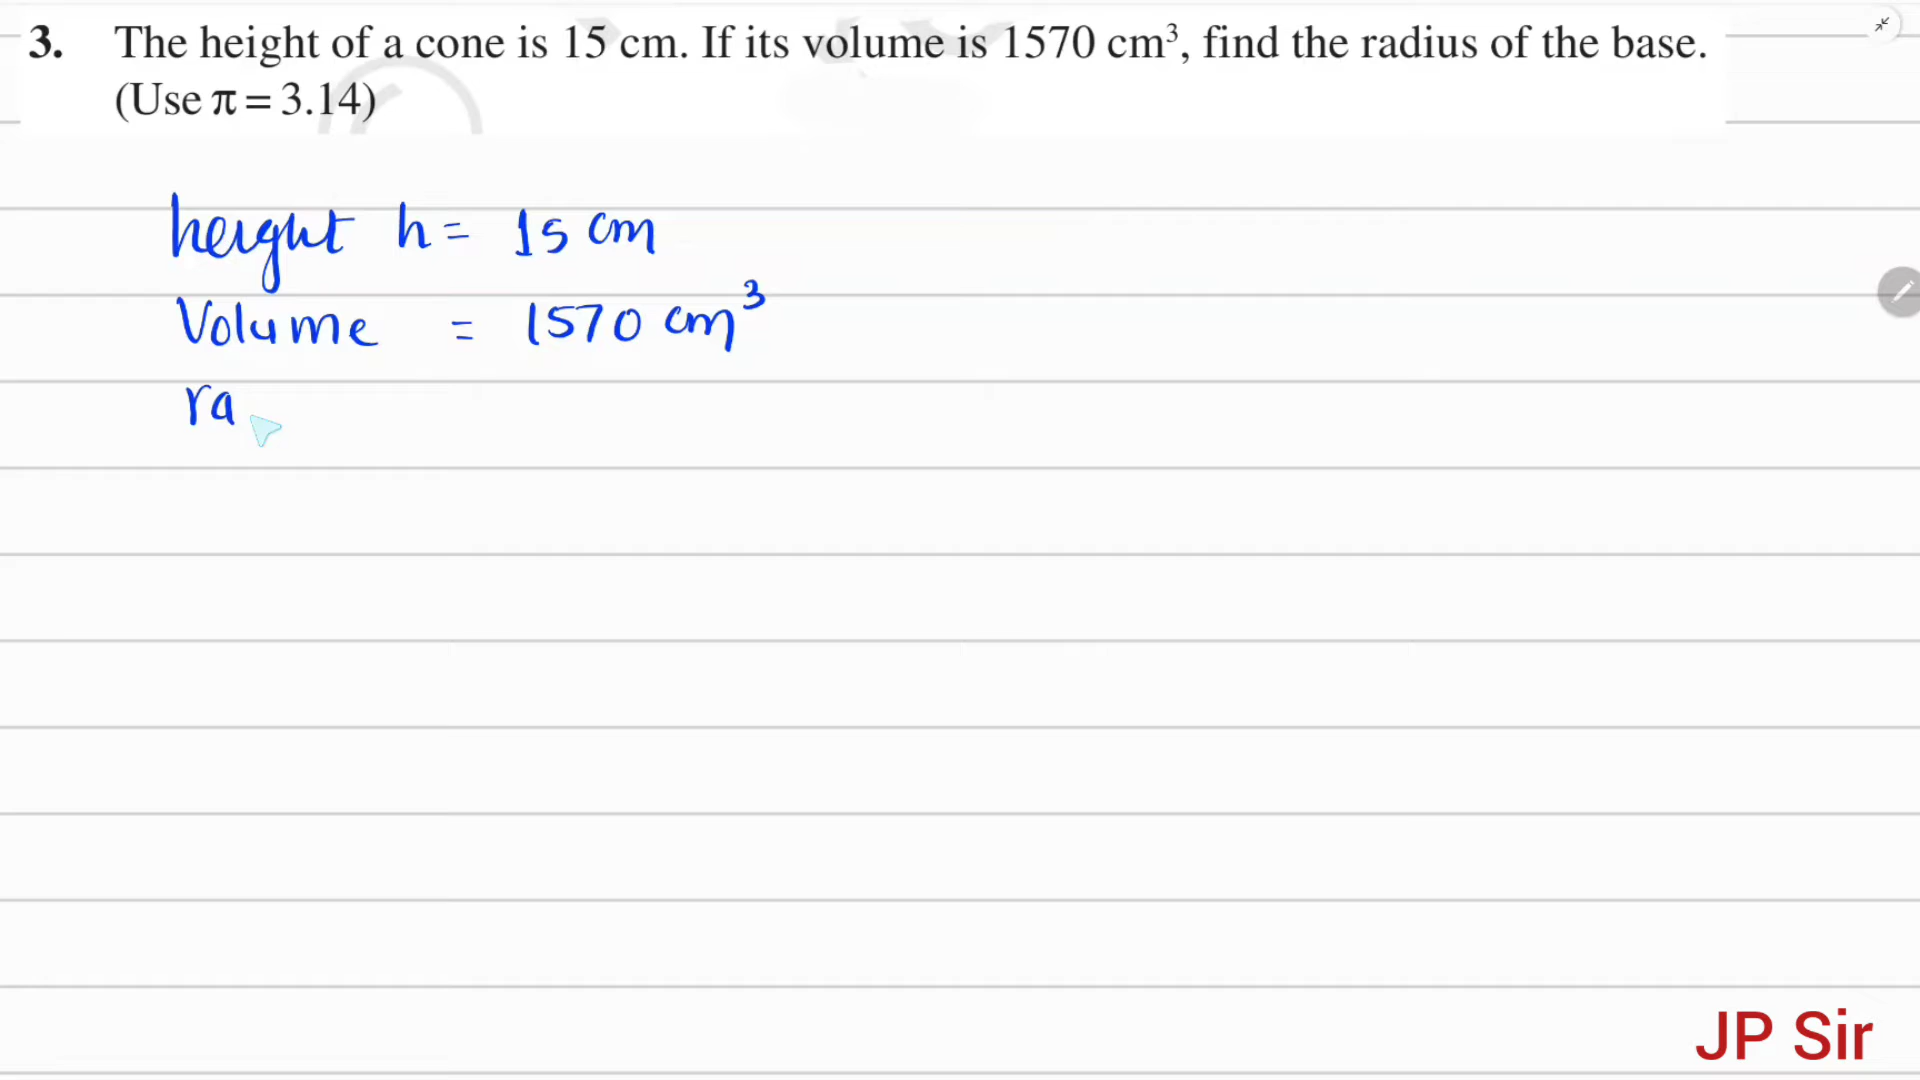 3. The height of a cone is 15 cm. If its volume is 1570 cm³, find the radius of the base.
(Use π = 3.14)
height h = 15 cm
Volume = 1570 cm³
ra
JP Sir